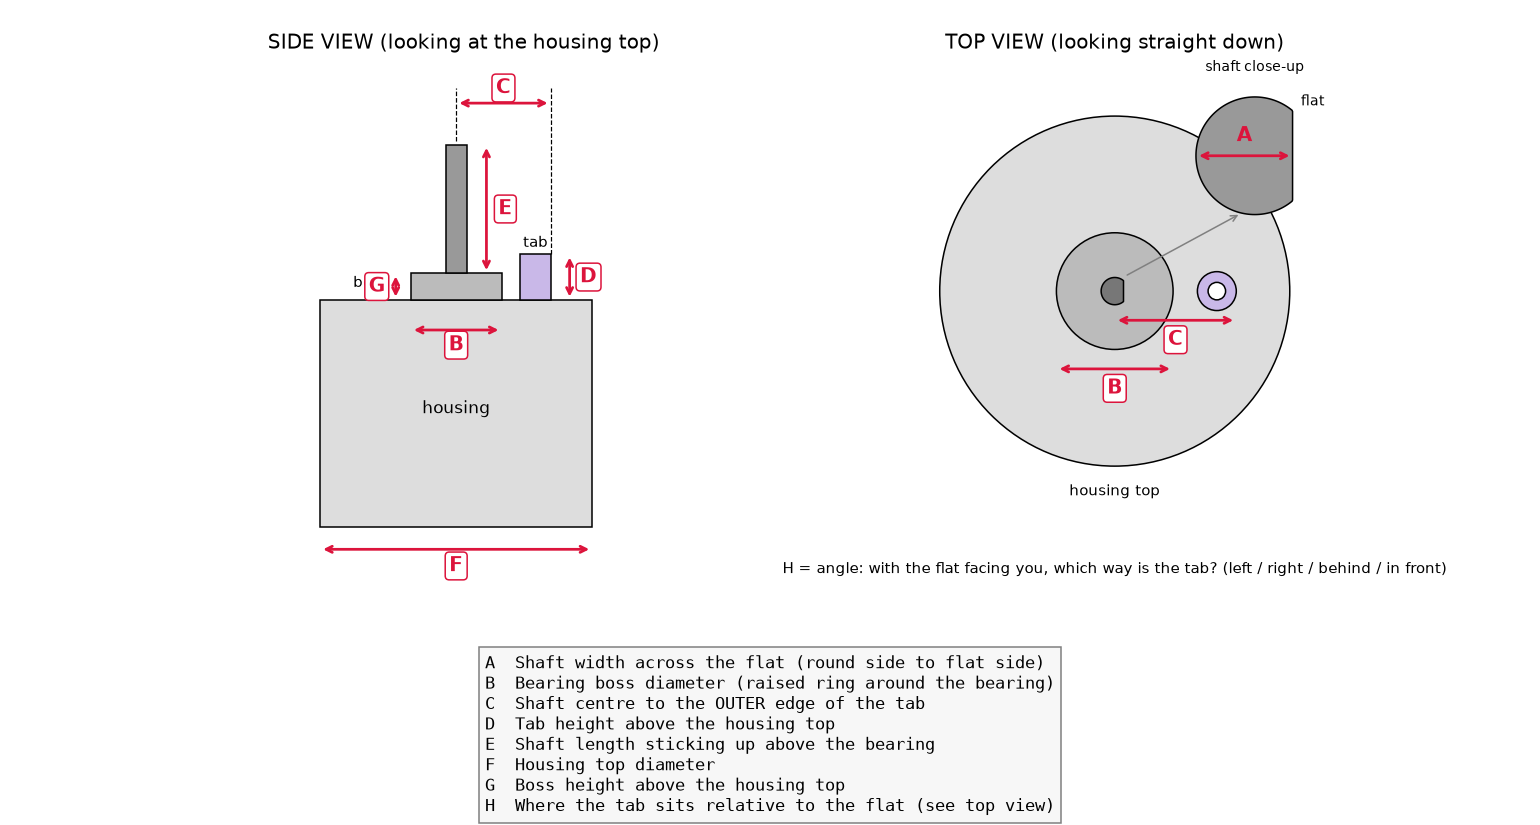 SIDE VIEW (looking at the housing top)
C
E
tab
D
b
G
B
housing
F
TOP VIEW (looking straight down)
shaft close-up
flat
A
C
B
housing top
H = angle: with the flat facing you, which way is the tab? (left / right / behind / in front)
A Shaft width across the flat (round side to flat side)
B Bearing boss diameter (raised ring around the bearing)
C Shaft centre to the OUTER edge of the tab
D Tab height above the housing top
E Shaft length sticking up above the bearing
F Housing top diameter
G Boss height above the housing top
H Where the tab sits relative to the flat (see top view)